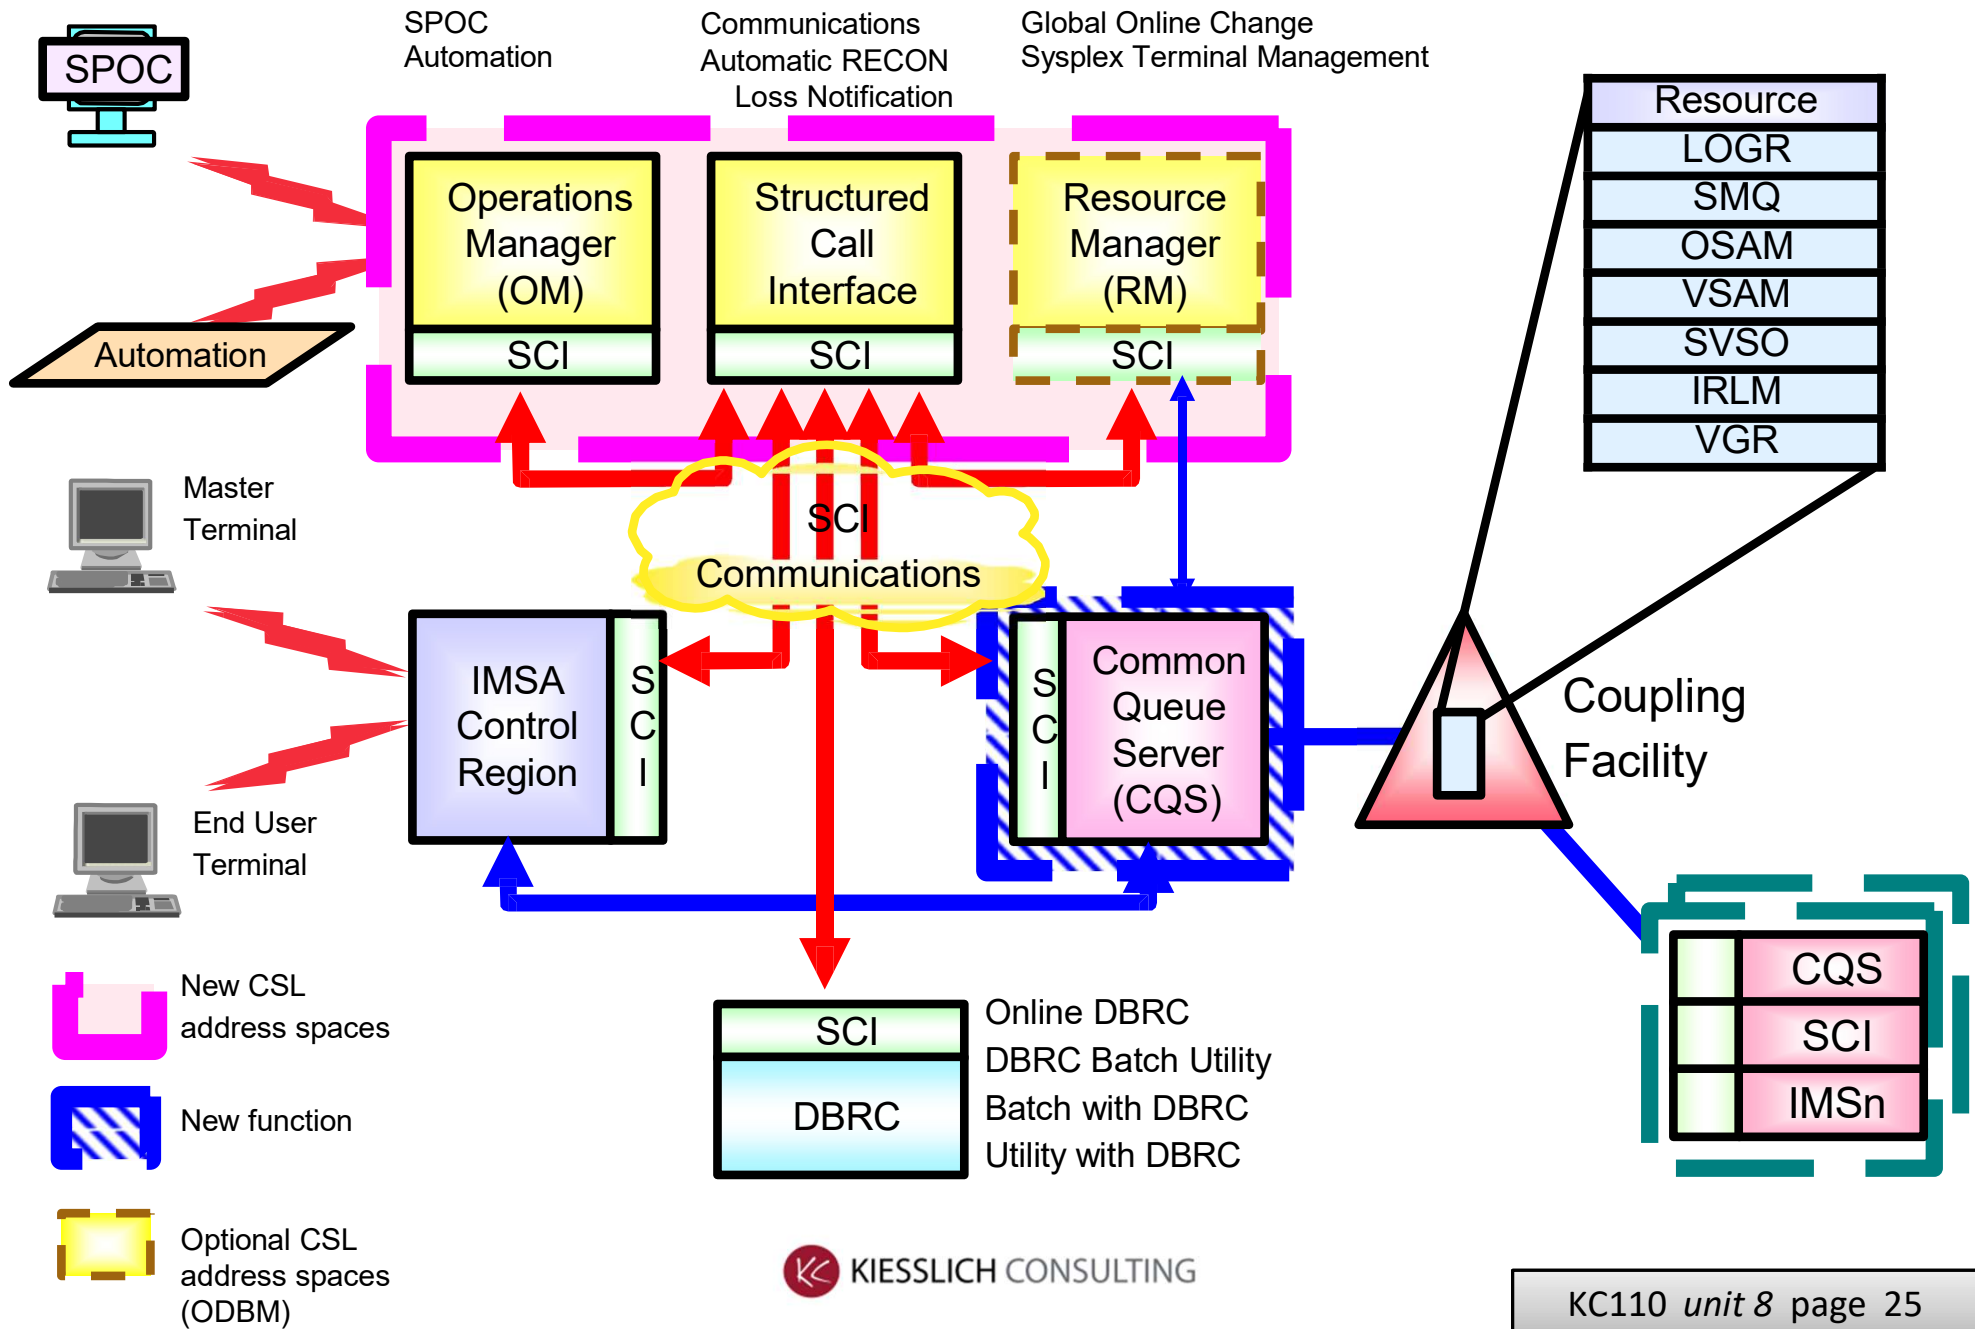 SPOC
SPOC
Automation
Communications
Automatic RECON
Loss Notification
Global Online Change
Sysplex Terminal Management
Operations
Manager
(OM)
SCI
Structured
Call
Interface
SCI
Resource
Manager
(RM)
SCI
Automation
Resource
LOGR
SMQ
OSAM
VSAM
SVSO
IRLM
VGR
Master
Terminal
SCI
Communications
IMSA
Control
Region
S
C
I
S
C
I
Common
Queue
Server
(CQS)
Coupling
Facility
End User
Terminal
CQS
SCI
IMSn
New CSL
address spaces
New function
Optional CSL
address spaces
(ODBM)
SCI
DBRC
Online DBRC
DBRC Batch Utility
Batch with DBRC
Utility with DBRC
KC KIESSLICH CONSULTING
KC110 unit 8 page 25